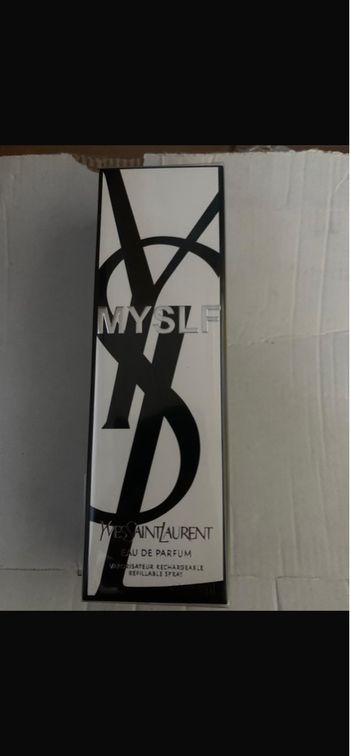 MYSLF
YVESSAINTLAURENT
EAU DE PARFUM
VAPORISATEUR RECHARGEABLE
REFILLABLE SPRAY